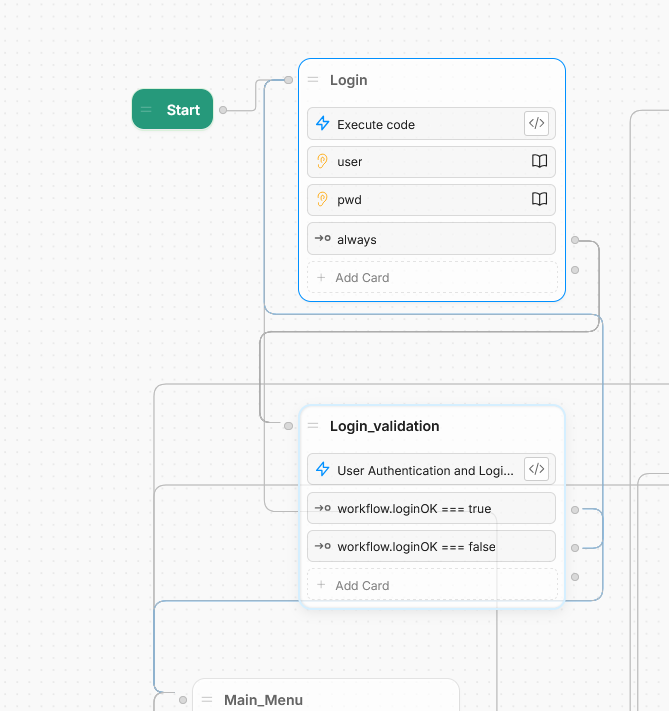 Start
Login
Execute code
</>
user
pwd
always
+ Add Card
Login_validation
User Authentication and Logi...
</>
workflow.loginOK === true
workflow.loginOK === false
+ Add Card
Main_Menu